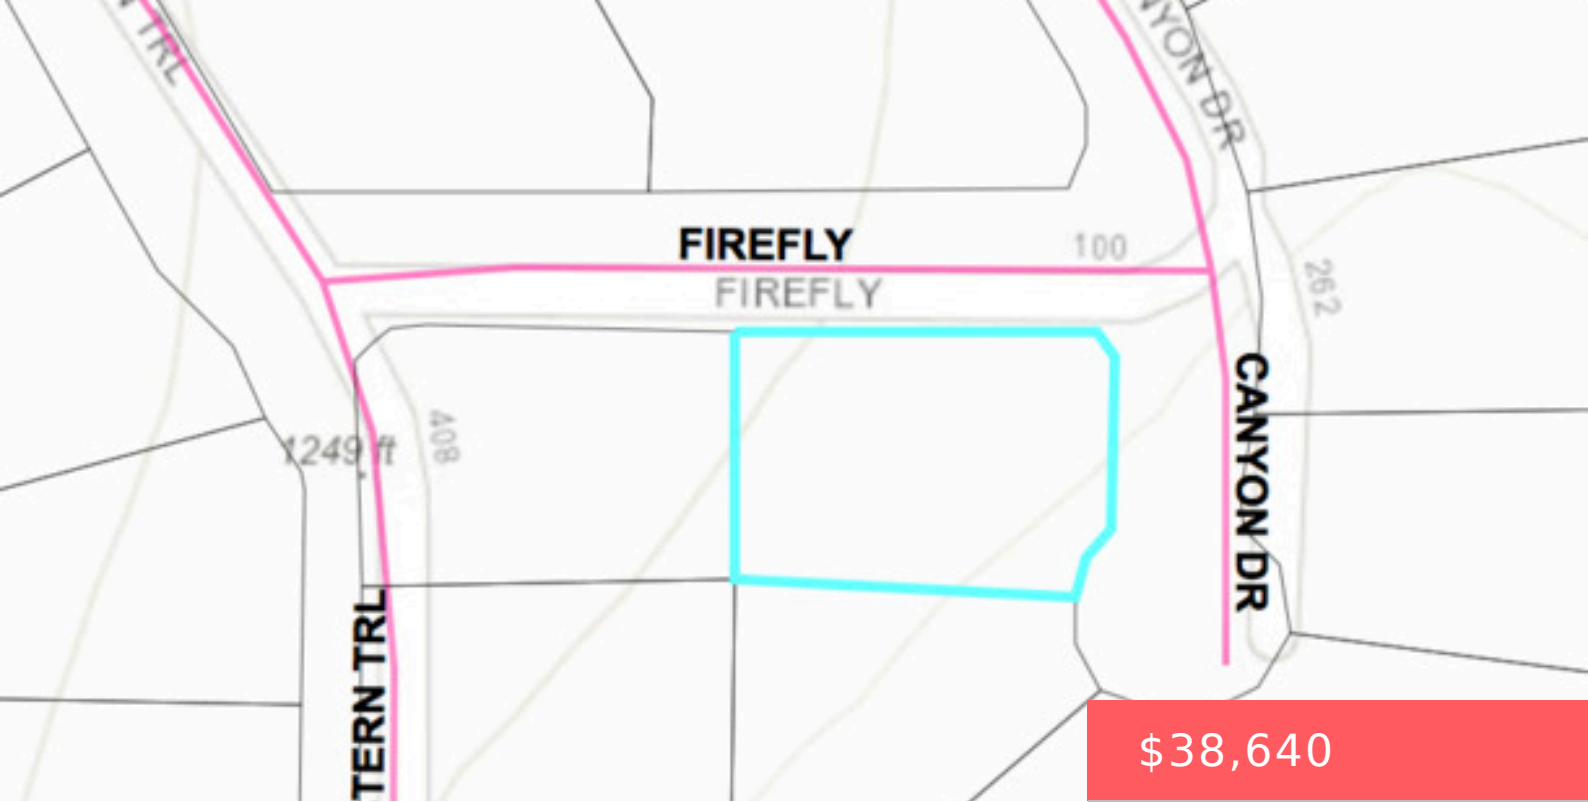 TRL
NYON DR
FIREFLY
100
FIREFLY
262
CANYON DR
408
1249 ft
TERN TRL
$38,640